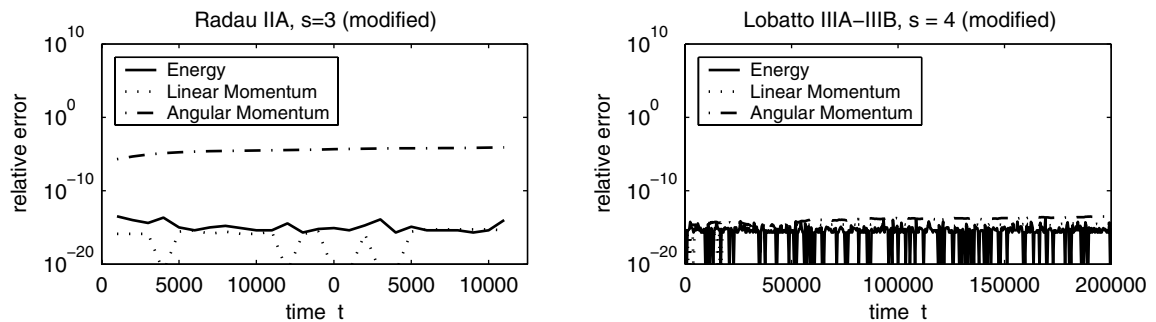 Radau IIA, s=3 (modified)
10^10
10^0
10^-10
10^-20
relative error
Energy
Linear Momentum
Angular Momentum
0 5000 10000 0 5000 10000
time t
Lobatto IIIA−IIIB, s = 4 (modified)
10^10
10^0
10^-10
10^-20
relative error
Energy
Linear Momentum
Angular Momentum
0 50000 100000 150000 200000
time t